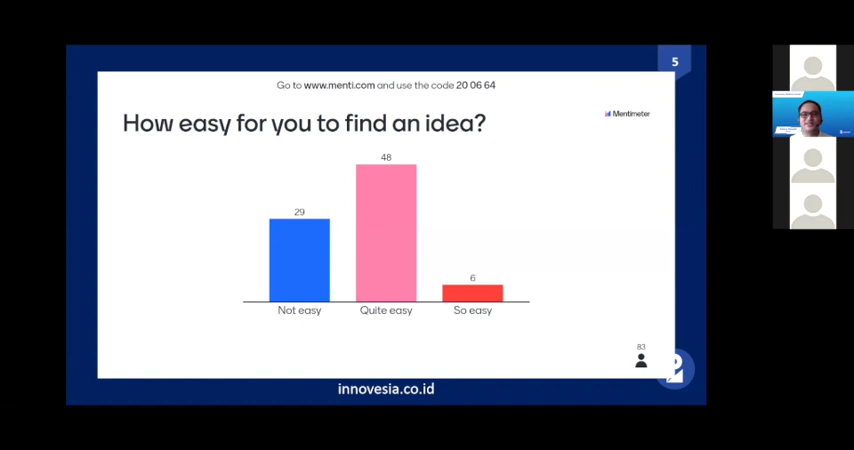 5
Go to www.menti.com and use the code 20 06 64
Mentimeter
How easy for you to find an idea?
48
29
6
Not easy
Quite easy
So easy
83
innovesia.co.id